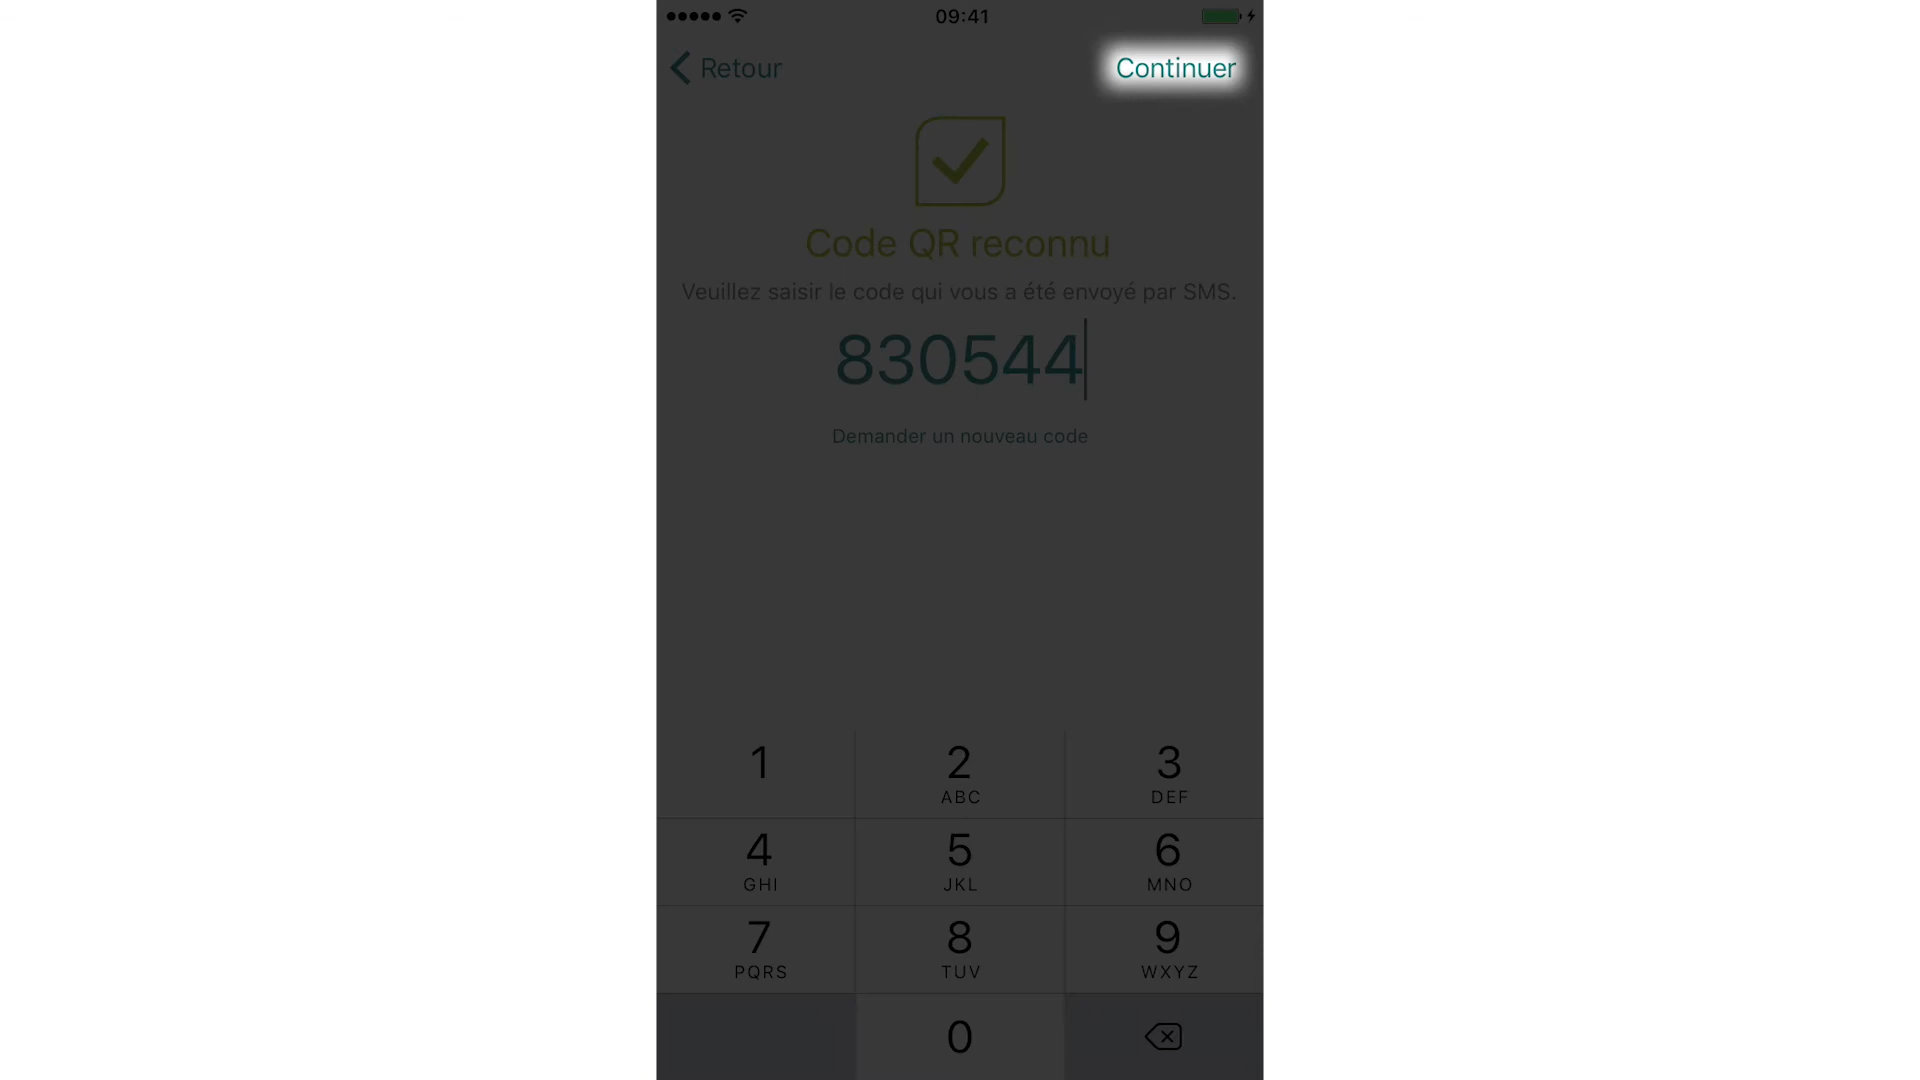 09:41
Retour
Continuer
Code QR reconnu
Veuillez saisir le code qui vous a été envoyé par SMS.
830544
Demander un nouveau code
1
2
3
ABC
DEF
4
5
6
GHI
JKL
MNO
7
8
9
PQRS
TUV
WXYZ
0